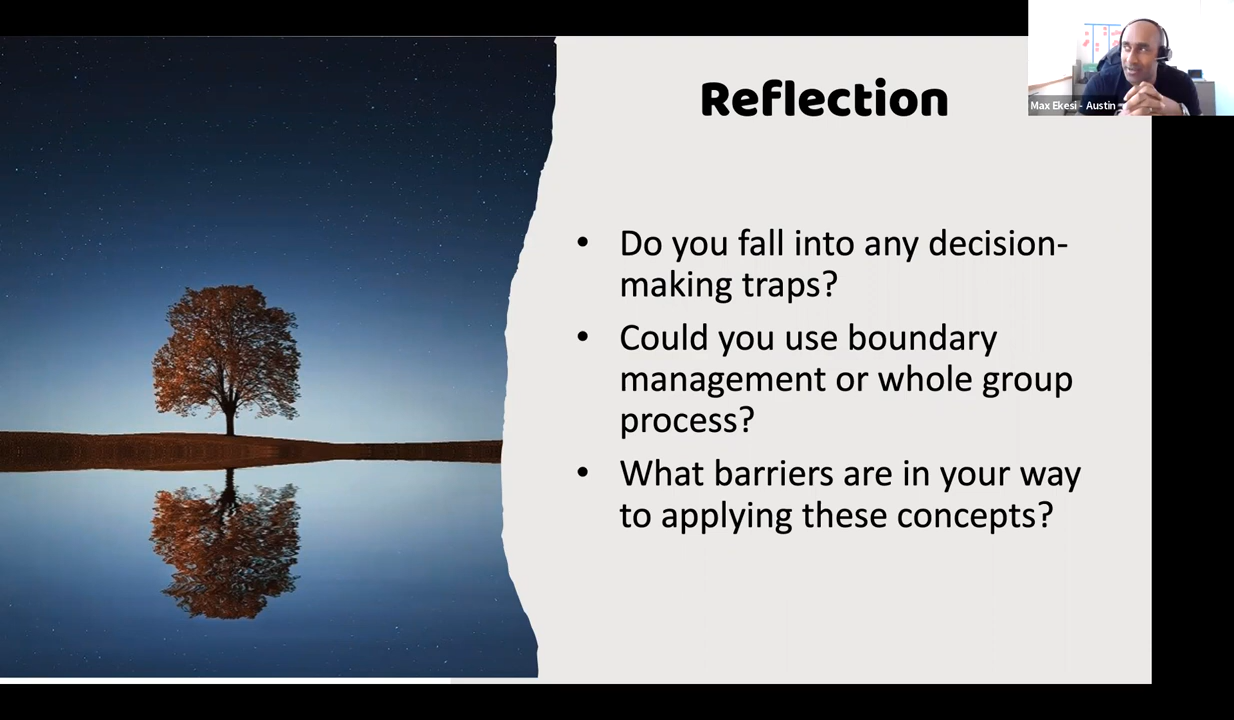 Reflection
Max Ekesi - Austin
• Do you fall into any decision-
making traps?
• Could you use boundary
management or whole group
process?
• What barriers are in your way
to applying these concepts?